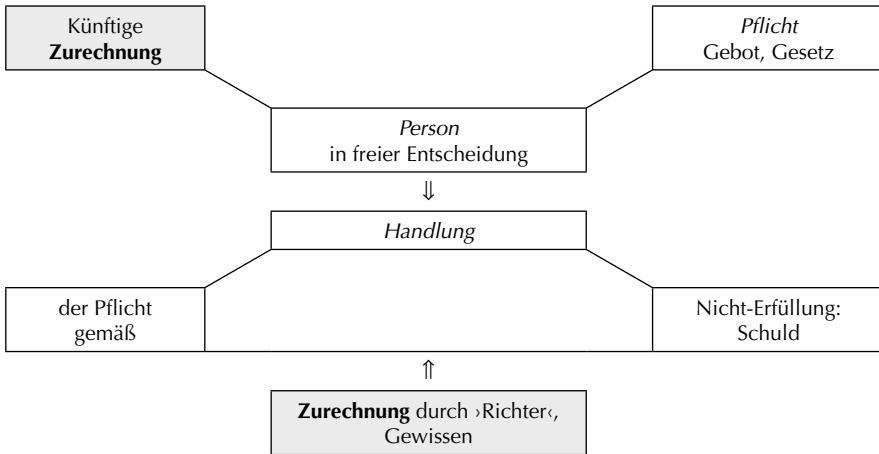 Künftige
Zurechnung
Pflicht
Gebot, Gesetz
Person
in freier Entscheidung
⇓
Handlung
der Pflicht
gemäß
Nicht-Erfüllung:
Schuld
⇑
Zurechnung durch ›Richter‹,
Gewissen